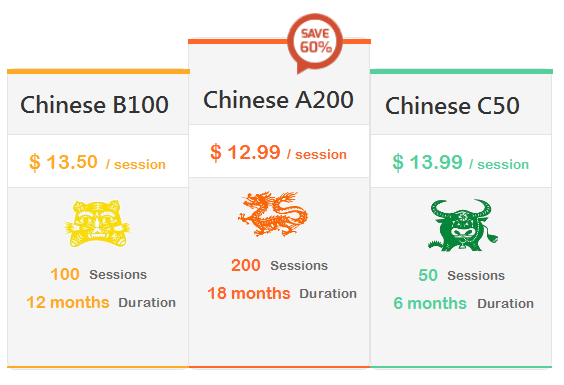 Chinese B100
$ 13.50 / session
100 Sessions
12 months Duration
SAVE
60%
Chinese A200
$ 12.99 / session
200 Sessions
18 months Duration
Chinese C50
$ 13.99 / session
50 Sessions
6 months Duration